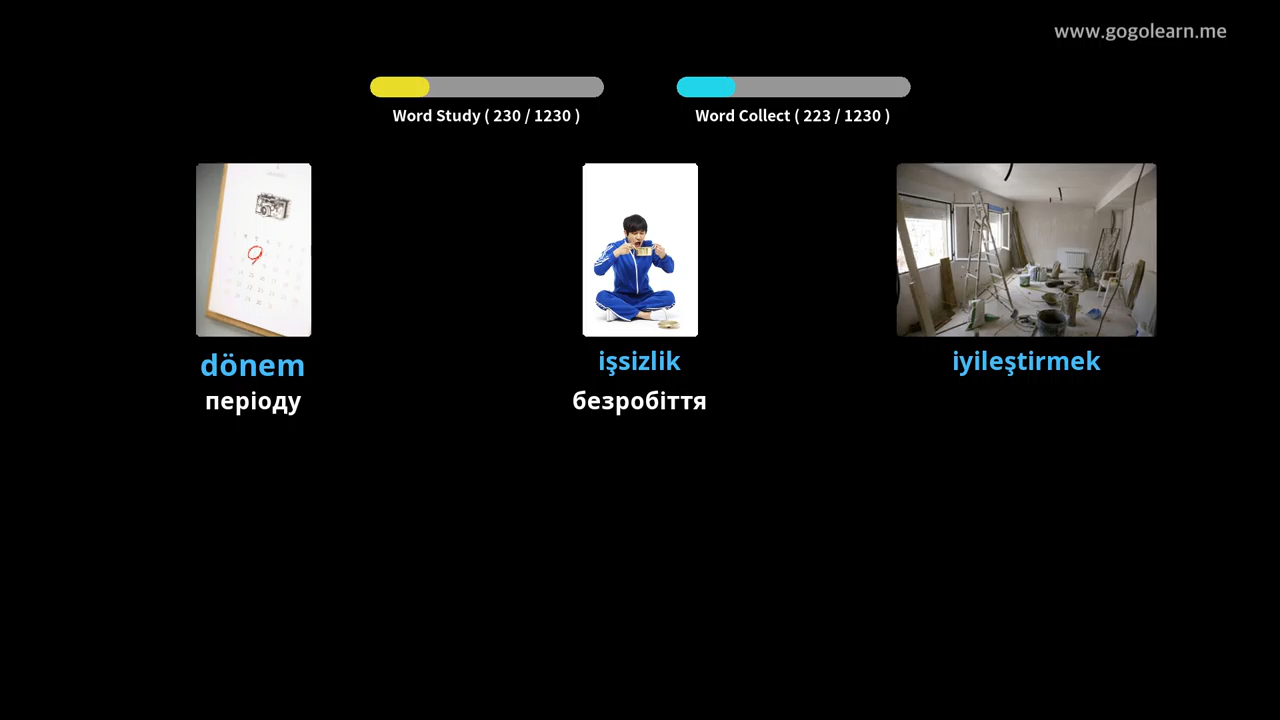 www.gogolearn.me
Word Study ( 230 / 1230 )
Word Collect ( 223 / 1230 )
dönem
işsizlik
iyileştirmek
періоду
безробіття